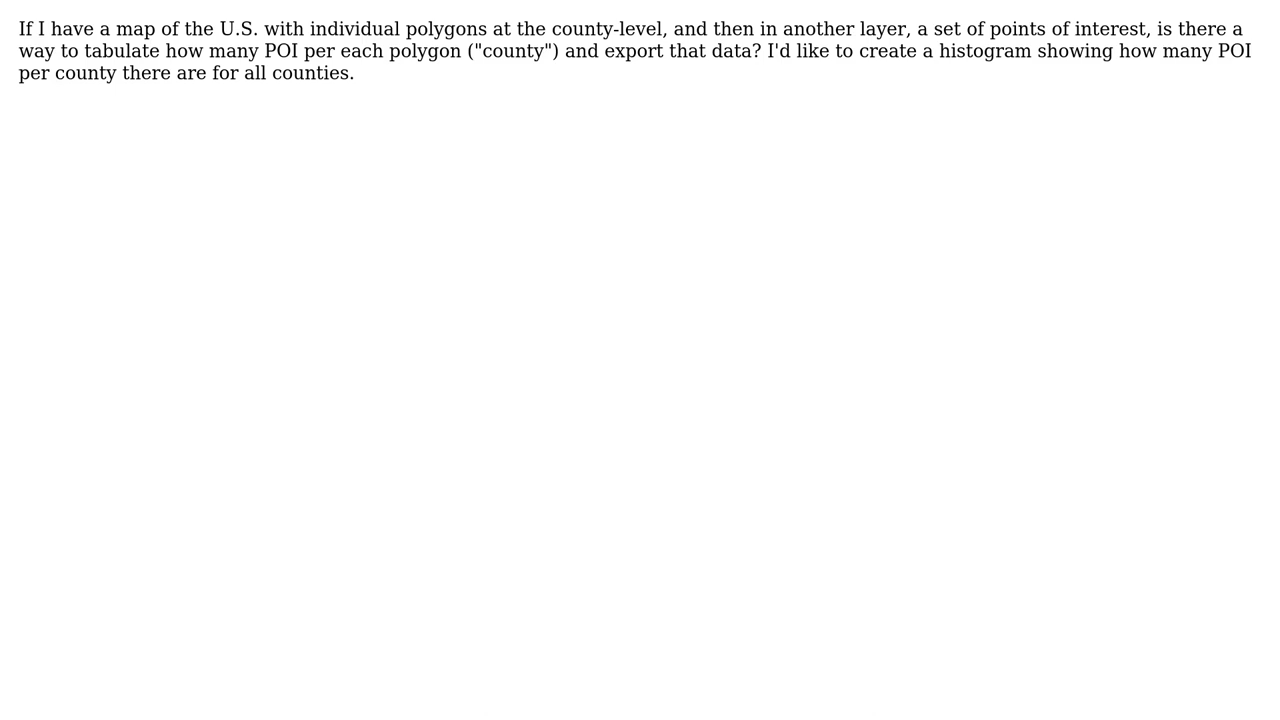 If I have a map of the U.S. with individual polygons at the county-level, and then in another layer, a set of points of interest, is there a
way to tabulate how many POI per each polygon ("county") and export that data? I'd like to create a histogram showing how many POI
per county there are for all counties.